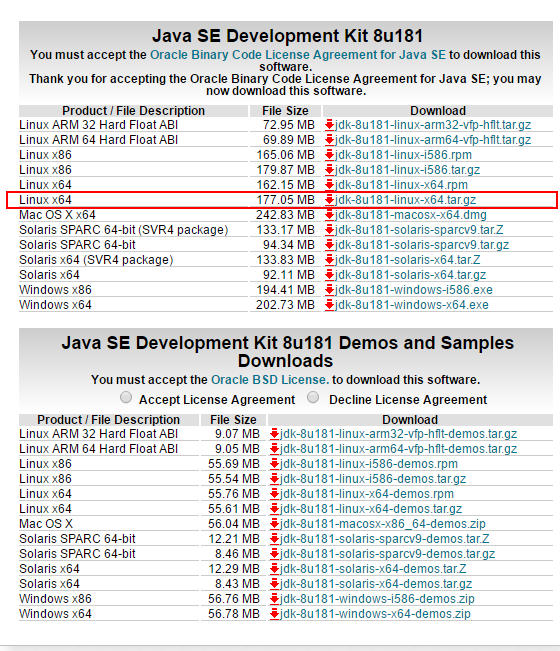 Java SE Development Kit 8u181
You must accept the Oracle Binary Code License Agreement for Java SE to download this
software.
Thank you for accepting the Oracle Binary Code License Agreement for Java SE; you may
now download this software.
Product / File Description File Size Download
Linux ARM 32 Hard Float ABI 72.95 MB jdk-8u181-linux-arm32-vfp-hflt.tar.gz
Linux ARM 64 Hard Float ABI 69.89 MB jdk-8u181-linux-arm64-vfp-hflt.tar.gz
Linux x86 165.06 MB jdk-8u181-linux-i586.rpm
Linux x86 179.87 MB jdk-8u181-linux-i586.tar.gz
Linux x64 162.15 MB jdk-8u181-linux-x64.rpm
Linux x64 177.05 MB jdk-8u181-linux-x64.tar.gz
Mac OS X x64 242.83 MB jdk-8u181-macosx-x64.dmg
Solaris SPARC 64-bit (SVR4 package) 133.17 MB jdk-8u181-solaris-sparcv9.tar.Z
Solaris SPARC 64-bit 94.34 MB jdk-8u181-solaris-sparcv9.tar.gz
Solaris x64 (SVR4 package) 133.83 MB jdk-8u181-solaris-x64.tar.Z
Solaris x64 92.11 MB jdk-8u181-solaris-x64.tar.gz
Windows x86 194.41 MB jdk-8u181-windows-i586.exe
Windows x64 202.73 MB jdk-8u181-windows-x64.exe
Java SE Development Kit 8u181 Demos and Samples
Downloads
You must accept the Oracle BSD License. to download this software.
Accept License Agreement Decline License Agreement
Product / File Description File Size Download
Linux ARM 32 Hard Float ABI 9.07 MB jdk-8u181-linux-arm32-vfp-hflt-demos.tar.gz
Linux ARM 64 Hard Float ABI 9.05 MB jdk-8u181-linux-arm64-vfp-hflt-demos.tar.gz
Linux x86 55.69 MB jdk-8u181-linux-i586-demos.rpm
Linux x86 55.54 MB jdk-8u181-linux-i586-demos.tar.gz
Linux x64 55.76 MB jdk-8u181-linux-x64-demos.rpm
Linux x64 55.61 MB jdk-8u181-linux-x64-demos.tar.gz
Mac OS X 56.04 MB jdk-8u181-macosx-x86_64-demos.zip
Solaris SPARC 64-bit 12.21 MB jdk-8u181-solaris-sparcv9-demos.tar.Z
Solaris SPARC 64-bit 8.46 MB jdk-8u181-solaris-sparcv9-demos.tar.gz
Solaris x64 12.29 MB jdk-8u181-solaris-x64-demos.tar.Z
Solaris x64 8.43 MB jdk-8u181-solaris-x64-demos.tar.gz
Windows x86 56.76 MB jdk-8u181-windows-i586-demos.zip
Windows x64 56.78 MB jdk-8u181-windows-x64-demos.zip